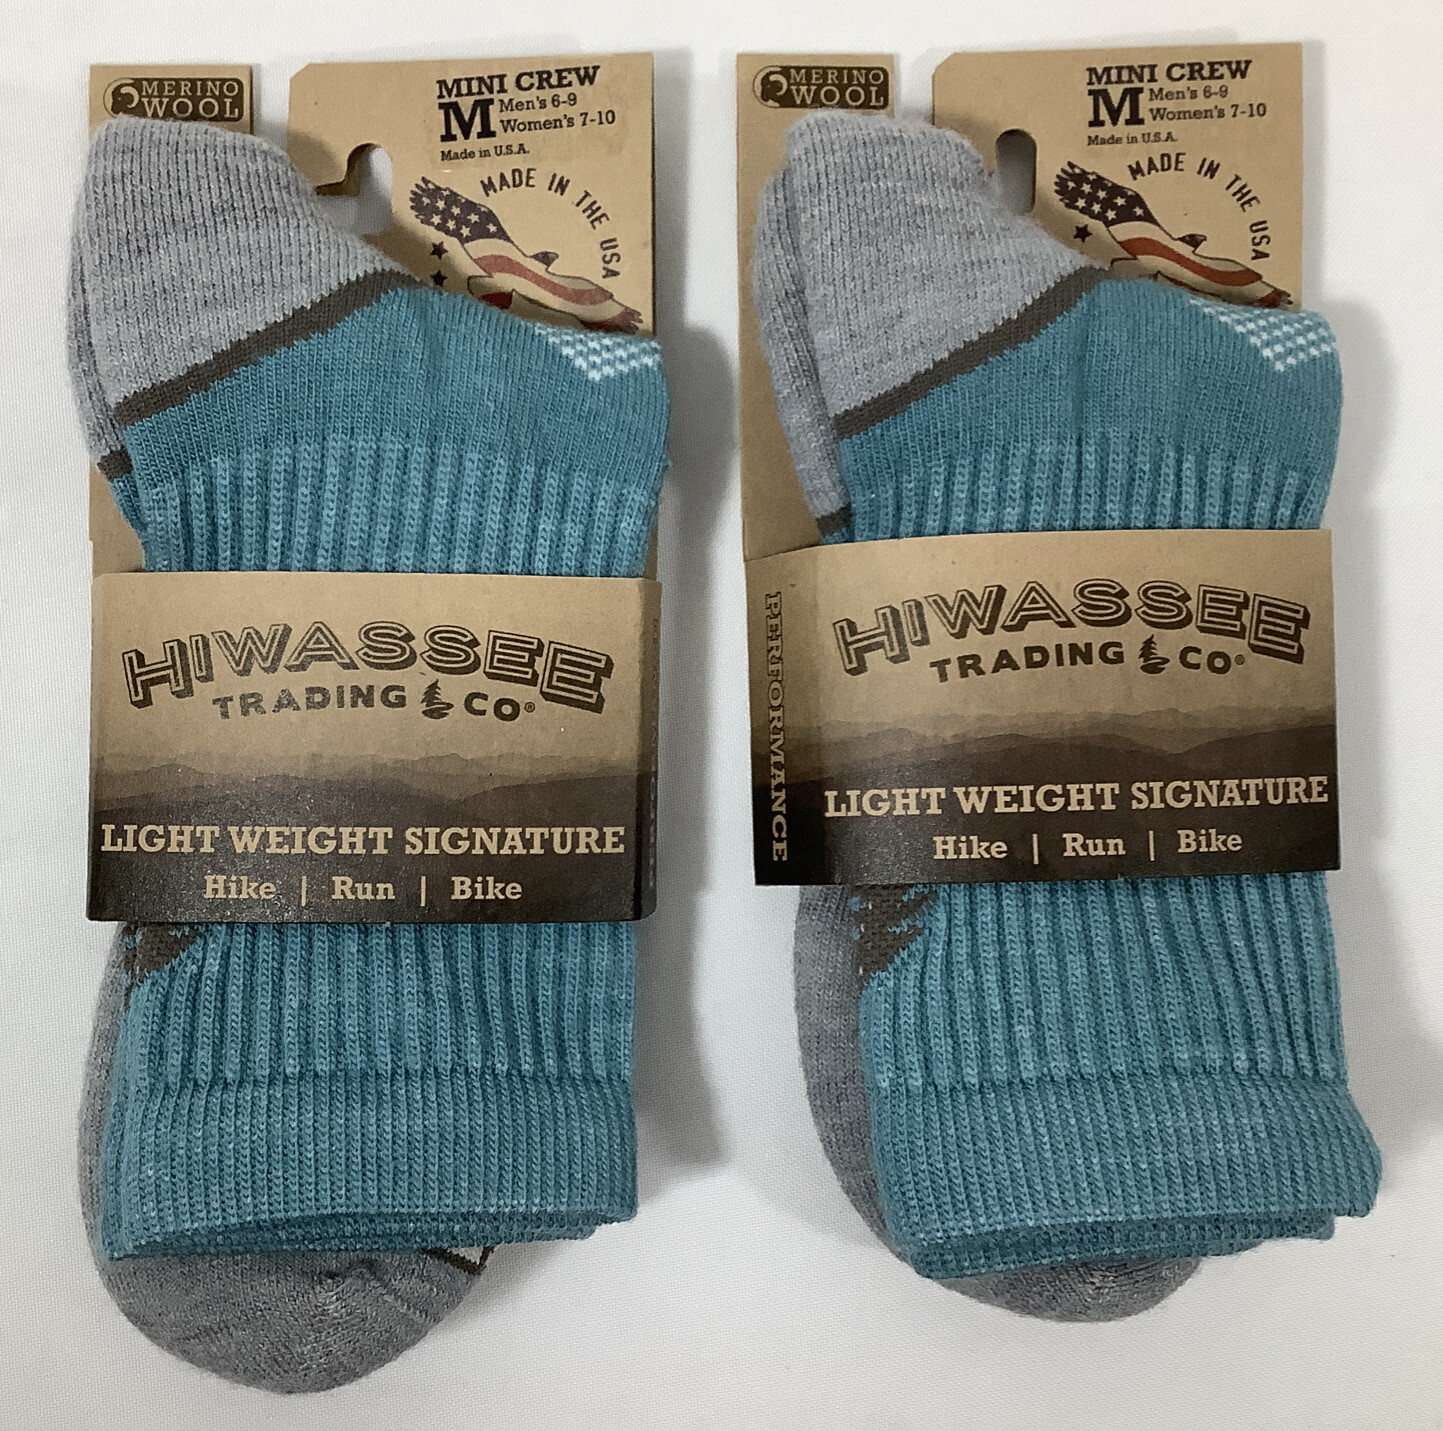 MERINO
WOOL
MINI CREW
M Men's 6-9
Women's 7-10
Made in U.S.A.
MADE IN THE USA
HIWASSEE
TRADING CO®
LIGHT WEIGHT SIGNATURE
Hike | Run | Bike
MERINO
WOOL
MINI CREW
M Men's 6-9
Women's 7-10
Made in U.S.A.
MADE IN THE USA
PERFORMANCE
HIWASSEE
TRADING CO®
LIGHT WEIGHT SIGNATURE
Hike | Run | Bike